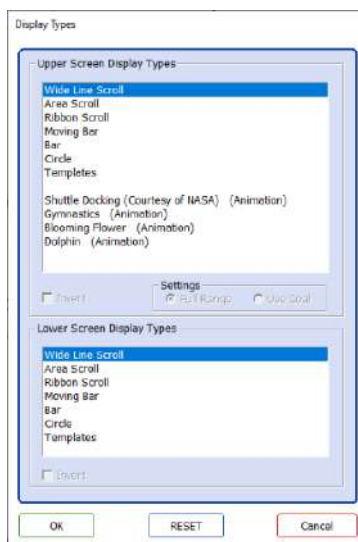 Display Types
Upper Screen Display Types
Wide Line Scroll
Area Scroll
Ribbon Scroll
Moving Bar
Bar
Circle
Templates
Shuttle Docking (Courtesy of NASA) (Animation)
Gymnastics (Animation)
Blooming Flower (Animation)
Dolphin (Animation)
Settings
Invert
Full Range
Use Goal
Lower Screen Display Types
Wide Line Scroll
Area Scroll
Ribbon Scroll
Moving Bar
Bar
Circle
Templates
Invert
OK
RESET
Cancel